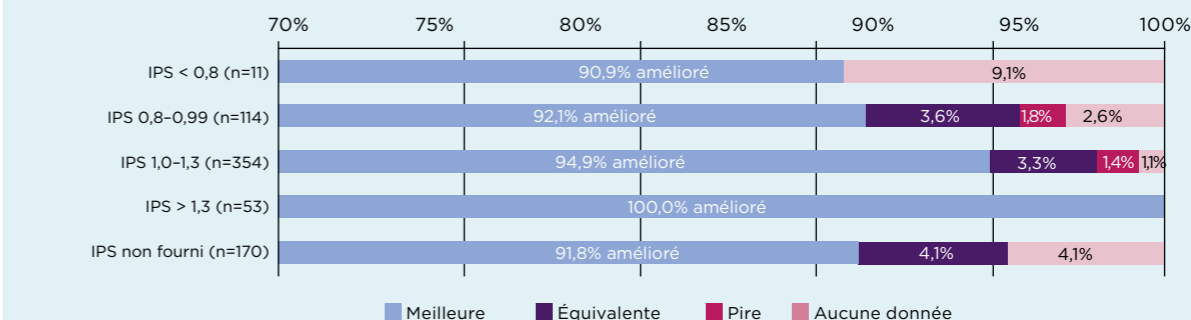 70% 75% 80% 85% 90% 95% 100%
IPS < 0,8 (n=11) 90,9% amélioré 9,1%
IPS 0,8–0,99 (n=114) 92,1% amélioré 3,6% 1,8% 2,6%
IPS 1,0–1,3 (n=354) 94,9% amélioré 3,3% 1,4% 1,1%
IPS > 1,3 (n=53) 100,0% amélioré
IPS non fourni (n=170) 91,8% amélioré 4,1% 4,1%
Meilleure Équivalente Pire Aucune donnée